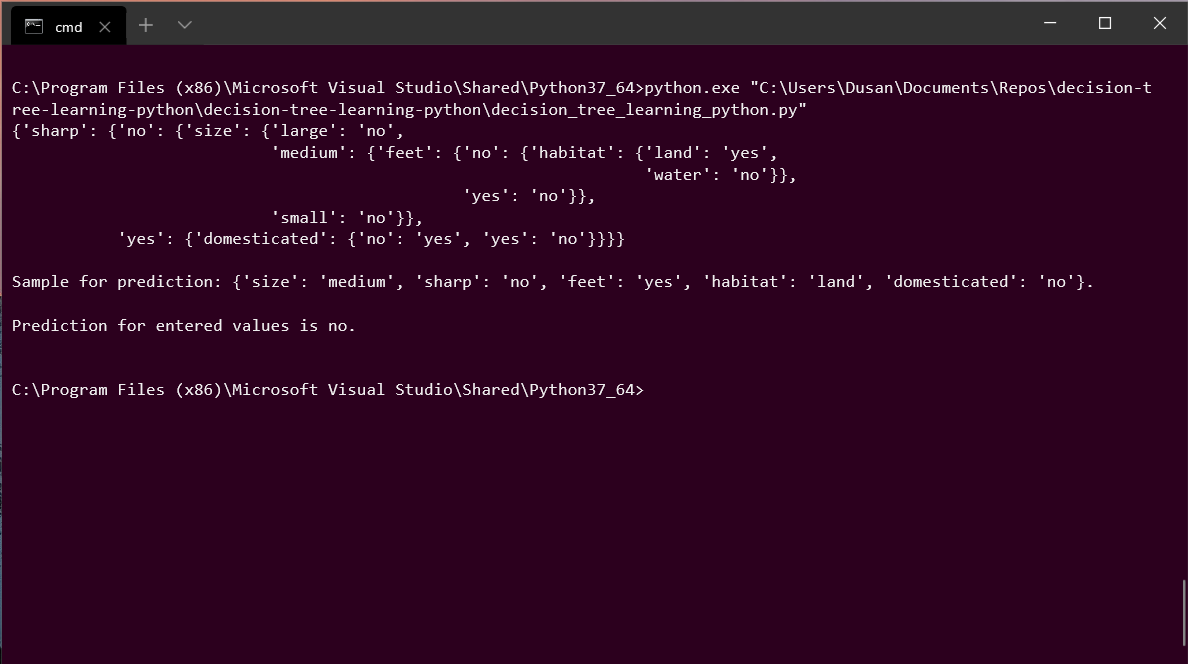 cmd
C:\Program Files (x86)\Microsoft Visual Studio\Shared\Python37_64>python.exe "C:\Users\Dusan\Documents\Repos\decision-t
ree-learning-python\decision-tree-learning-python\decision_tree_learning_python.py"
{'sharp': {'no': {'size': {'large': 'no',
                           'medium': {'feet': {'no': {'habitat': {'land': 'yes',
                                                                  'water': 'no'}},
                                               'yes': 'no'}},
                           'small': 'no'}},
           'yes': {'domesticated': {'no': 'yes', 'yes': 'no'}}}}
Sample for prediction: {'size': 'medium', 'sharp': 'no', 'feet': 'yes', 'habitat': 'land', 'domesticated': 'no'}.
Prediction for entered values is no.
C:\Program Files (x86)\Microsoft Visual Studio\Shared\Python37_64>